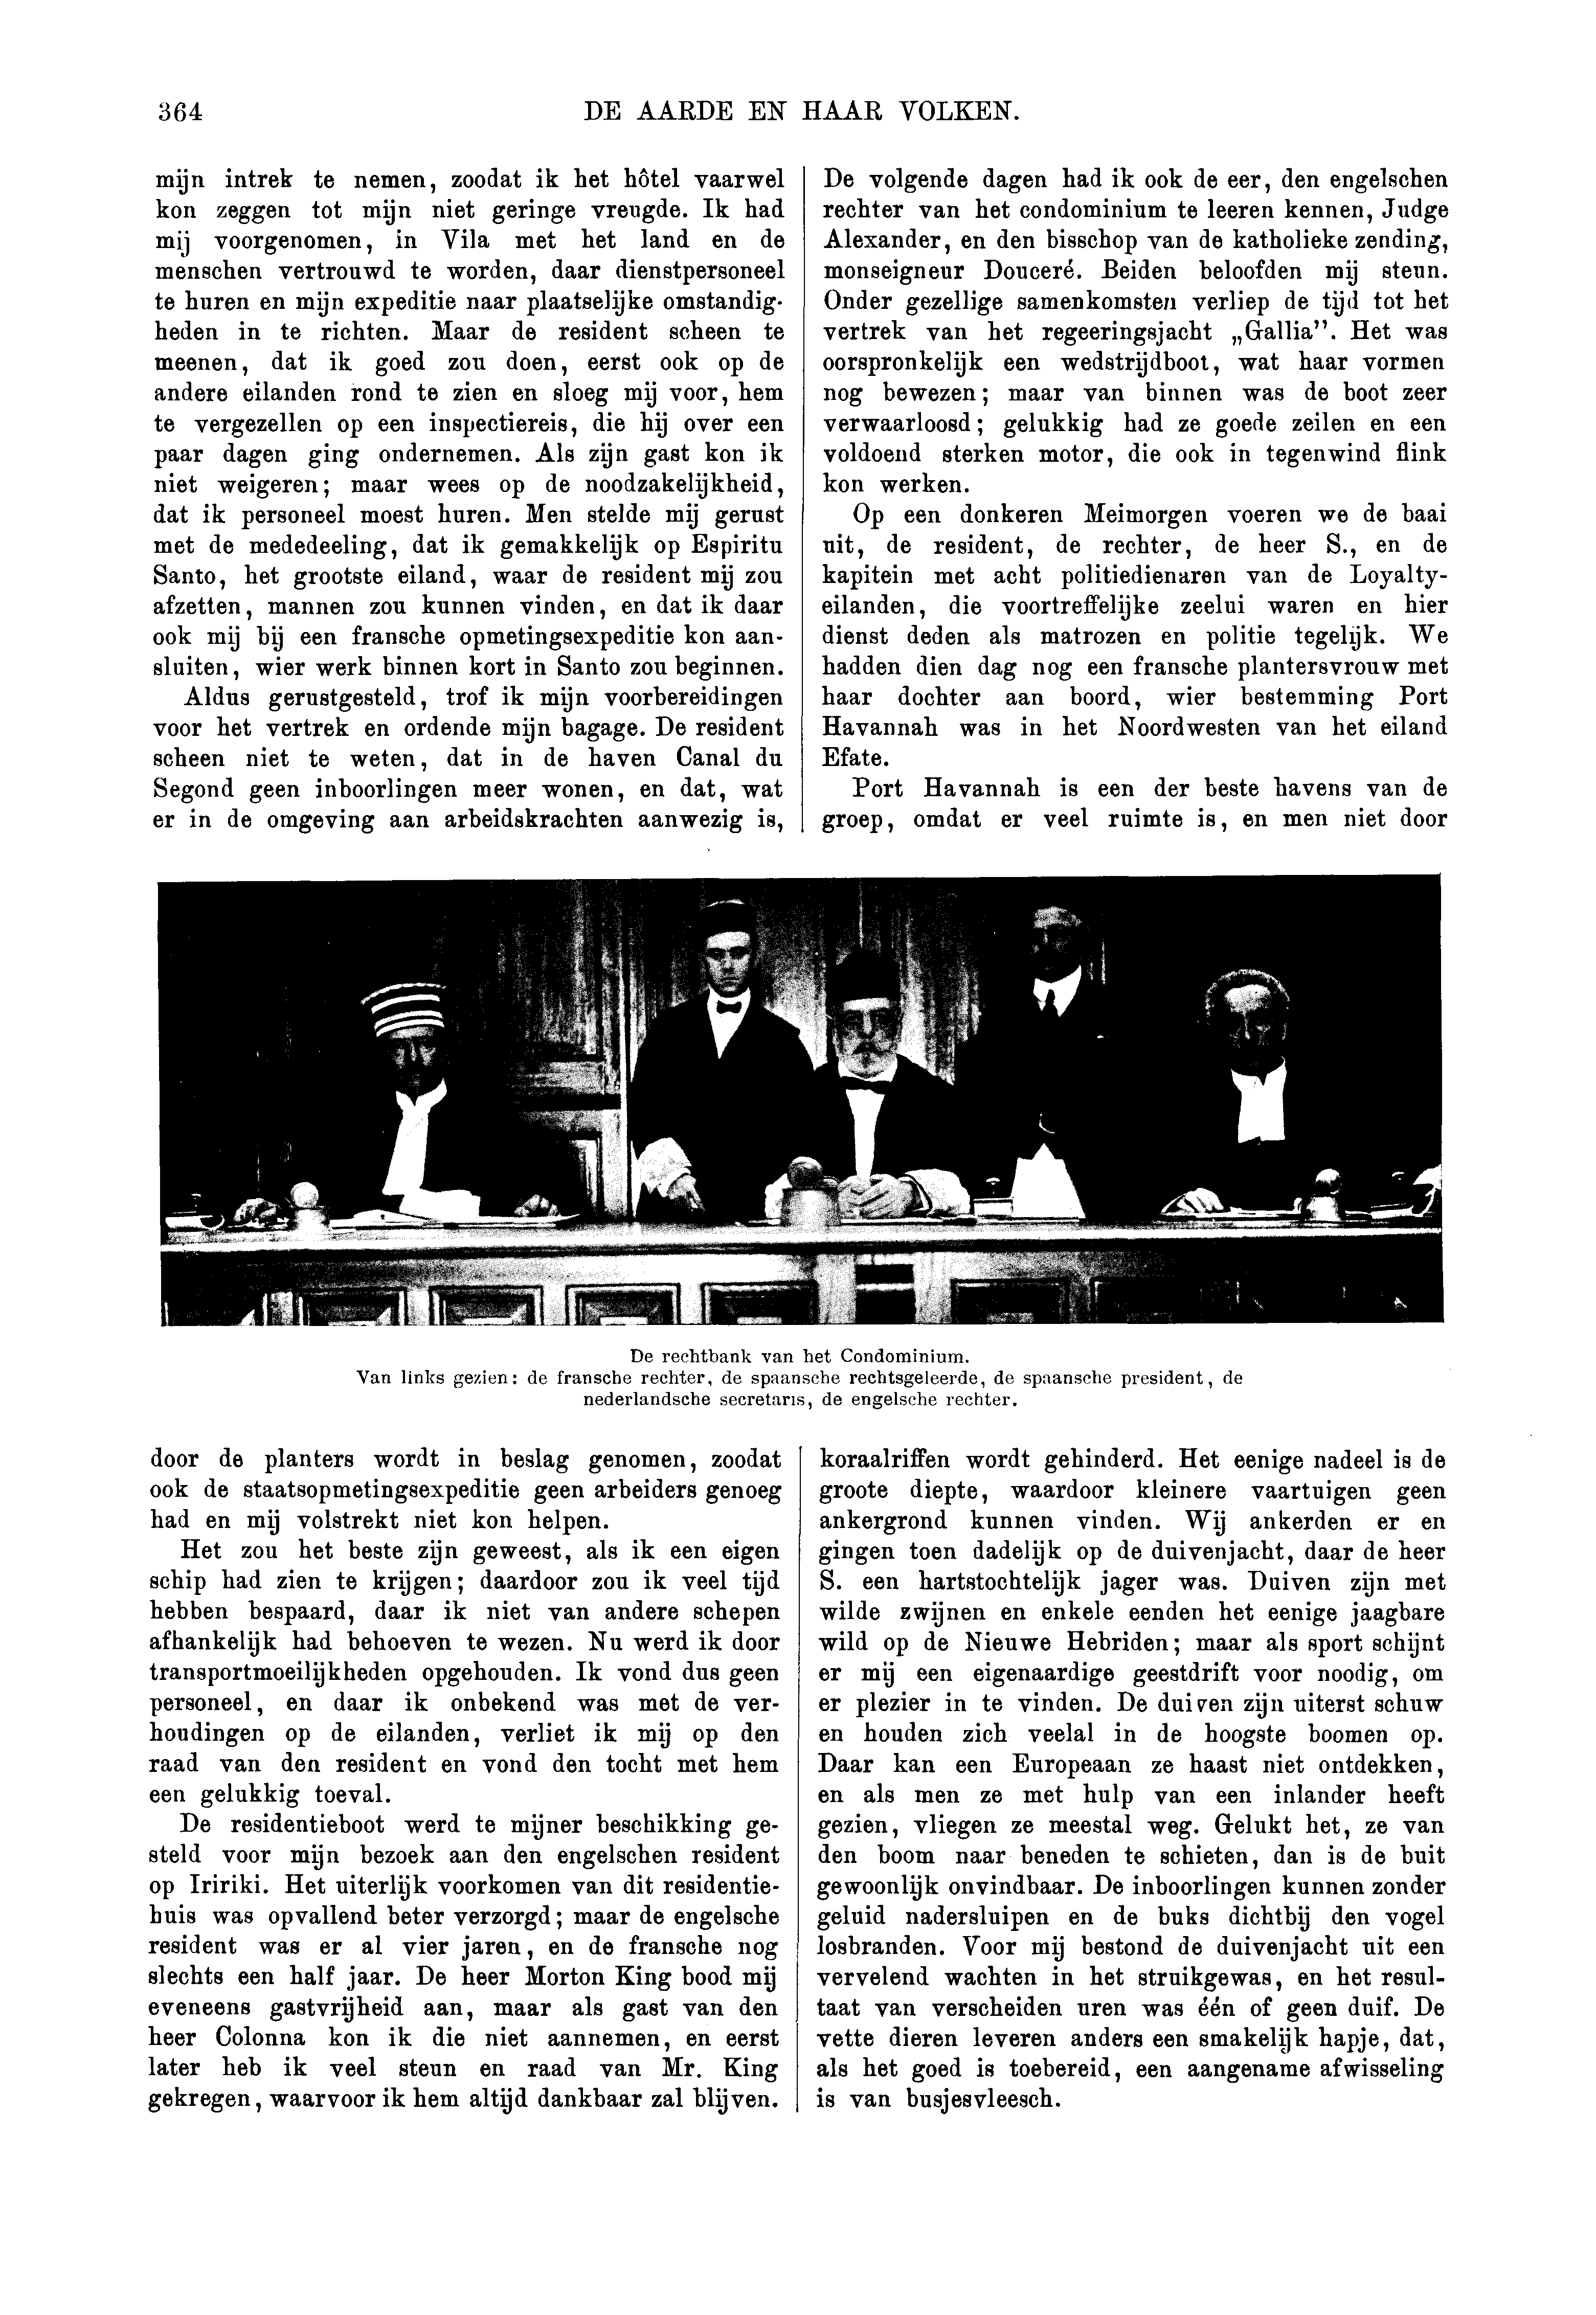 364
DE AARDE EN HAAR VOLKEN.
mijn intrek te nemen, zoodat ik het hôtel vaarwel
kon zeggen tot mijn niet geringe vreugde. Ik had
mij voorgenomen, in Vila met het land en de
menschen vertrouwd te worden, daar dienstpersoneel
te huren en mijn expeditie naar plaatselijke omstandig-
heden in te richten. Maar de resident scheen te
meenen, dat ik goed zou doen, eerst ook op de
andere eilanden rond te zien en sloeg mij voor, hem
te vergezellen op een inspectiereis, die hij over een
paar dagen ging ondernemen. Als zijn gast kon ik
niet weigeren; maar wees op de noodzakelijkheid,
dat ik personeel moest huren. Men stelde mij gerust
met de mededeeling, dat ik gemakkelijk op Espiritu
Santo, het grootste eiland, waar de resident mij zou
afzetten, mannen zou kunnen vinden, en dat ik daar
ook mij bij een fransche opmetingsexpeditie kon aan-
sluiten, wier werk binnen kort in Santo zou beginnen.
Aldus gerustgesteld, trof ik mijn voorbereidingen
voor het vertrek en ordende mijn bagage. De resident
scheen niet te weten, dat in de haven Canal du
Segond geen inboorlingen meer wonen, en dat, wat
er in de omgeving aan arbeidskrachten aanwezig is,
door de planters wordt in beslag genomen, zoodat
ook de staatsopmetingsexpeditie geen arbeiders genoeg
had en mij volstrekt niet kon helpen.
Het zou het beste zijn geweest, als ik een eigen
schip had zien te krijgen; daardoor zou ik veel tijd
hebben bespaard, daar ik niet van andere schepen
afhankelijk had behoeven te wezen. Nu werd ik door
transportmoeilijkheden opgehouden. Ik vond dus geen
personeel, en daar ik onbekend was met de ver-
houdingen op de eilanden, verliet ik mij op den
raad van den resident en vond den tocht met hem
een gelukkig toeval.
De residentieboot werd te mijner beschikking ge-
steld voor mijn bezoek aan den engelschen resident
op Iririki. Het uiterlijk voorkomen van dit residentie-
huis was opvallend beter verzorgd; maar de engelsche
resident was er al vier jaren, en de fransche nog
slechts een half jaar. De heer Morton King bood mij
eveneens gastvrijheid aan, maar als gast van den
heer Colonna kon ik die niet aannemen, en eerst
later heb ik veel steun en raad van Mr. King
gekregen, waarvoor ik hem altijd dankbaar zal blijven.
De volgende dagen had ik ook de eer, den engelschen
rechter van het condominium te leeren kennen, Judge
Alexander, en den bisschop van de katholieke zending,
monseigneur Douceré. Beiden beloofden mij steun.
Onder gezellige samenkomsten verliep de tijd tot het
vertrek van het regeeringsjacht „Gallia”. Het was
oorspronkelijk een wedstrijdboot, wat haar vormen
nog bewezen; maar van binnen was de boot zeer
verwaarloosd; gelukkig had ze goede zeilen en een
voldoend sterken motor, die ook in tegenwind flink
kon werken.
Op een donkeren Meimorgen voeren we de baai
uit, de resident, de rechter, de heer S., en de
kapitein met acht politiedienaren van de Loyalty-
eilanden, die voortreffelijke zeelui waren en hier
dienst deden als matrozen en politie tegelijk. We
hadden dien dag nog een fransche plantersvrouw met
haar dochter aan boord, wier bestemming Port
Havannah was in het Noordwesten van het eiland
Efate.
Port Havannah is een der beste havens van de
groep, omdat er veel ruimte is, en men niet door
koraalriffen wordt gehinderd. Het eenige nadeel is de
groote diepte, waardoor kleinere vaartuigen geen
ankergrond kunnen vinden. Wij ankerden er en
gingen toen dadelijk op de duivenjacht, daar de heer
S. een hartstochtelijk jager was. Duiven zijn met
wilde zwijnen en enkele eenden het eenige jaagbare
wild op de Nieuwe Hebriden; maar als sport schijnt
er mij een eigenaardige geestdrift voor noodig, om
er plezier in te vinden. De duiven zijn uiterst schuw
en houden zich veelal in de hoogste boomen op.
Daar kan een Europeaan ze haast niet ontdekken,
en als men ze met hulp van een inlander heeft
gezien, vliegen ze meestal weg. Gelukt het, ze van
den boom naar beneden te schieten, dan is de buit
gewoonlijk onvindbaar. De inboorlingen kunnen zonder
geluid nadersluipen en de buks dichtbij den vogel
losbranden. Voor mij bestond de duivenjacht uit een
vervelend wachten in het struikgewas, en het resul-
taat van verscheiden uren was één of geen duif. De
vette dieren leveren anders een smakelijk hapje, dat,
als het goed is toebereid, een aangename afwisseling
is van busjesvleesch.
De rechtbank van het Condominium.
Van links gezien: de fransche rechter, de spaansche rechtsgeleerde, de spaansche president, de
nederlandsche secretaris, de engelsche rechter.